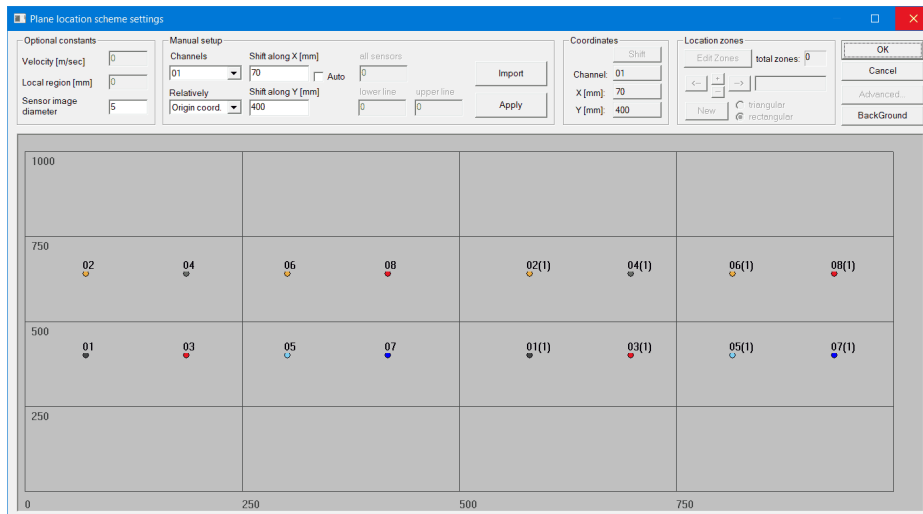 Plane location scheme settings
Optional constants
Velocity [m/sec] 0
Local region [mm] 0
Sensor image diameter 5
Manual setup
Channels Shift along X [mm] all sensors
01 70 Auto 0
Relatively Shift along Y [mm] lower line upper line
Origin coord. 400 0 0
Import
Apply
Coordinates
Shift
Channel: 01
X [mm]: 70
Y [mm]: 400
Location zones
Edit Zones total zones: 0
<-- + - -->
New triangular
rectangular
OK
Cancel
Advanced...
BackGround
1000
750
02 04 06 08 02(1) 04(1) 06(1) 08(1)
500
01 03 05 07 01(1) 03(1) 05(1) 07(1)
250
0 250 500 750